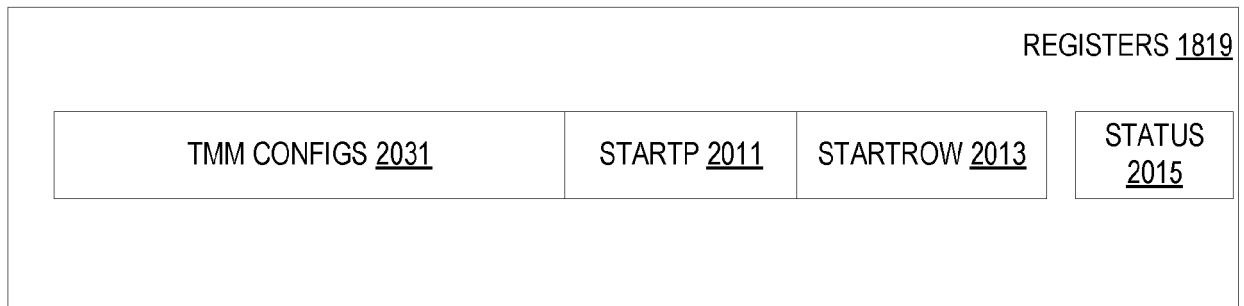 REGISTERS 1819
TMM CONFIGS 2031
STARTP 2011
STARTROW 2013
STATUS
2015